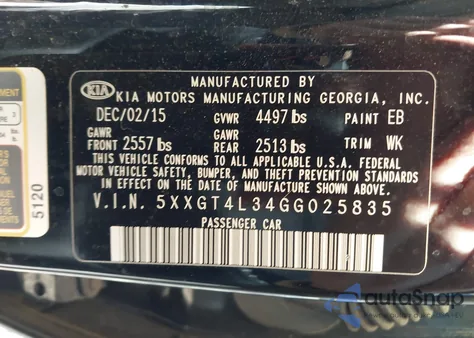 MANUFACTURED BY
KIA KIA MOTORS MANUFACTURING GEORGIA, INC.
DEC/02/15 GVWR 4497 lbs PAINT EB
GAWR GAWR
FRONT 2557 lbs REAR 2513 lbs TRIM WK
THIS VEHICLE CONFORMS TO ALL APPLICABLE U.S.A. FEDERAL
MOTOR VEHICLE SAFETY, BUMPER, AND THEFT PREVENTION STANDARDS
IN EFFECT ON THE DATE OF MANUFACTURE SHOWN ABOVE.
V.I.N. 5XXGT4L34GG025835
PASSENGER CAR
5120
autoSnap